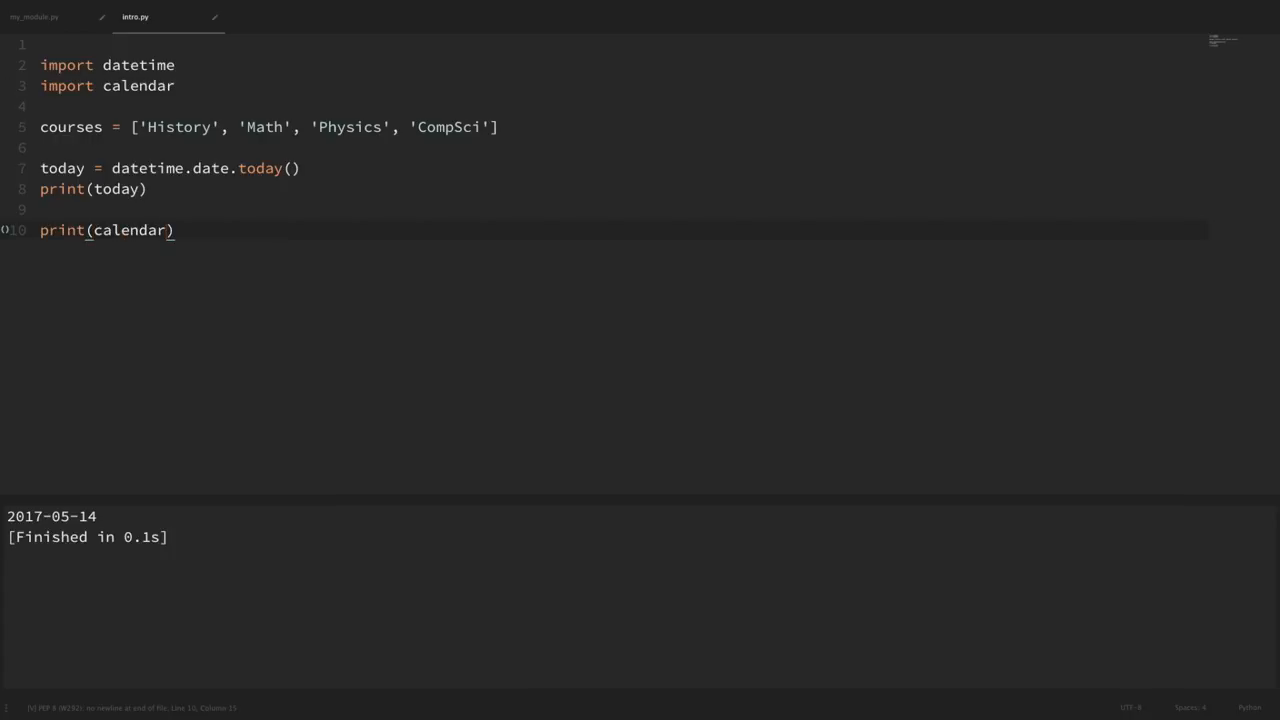 my_module.py intro.py
1
2 import datetime
3 import calendar
4
5 courses = ['History', 'Math', 'Physics', 'CompSci']
6
7 today = datetime.date.today()
8 print(today)
9
()10 print(calendar)
2017-05-14
[Finished in 0.1s]
[V] PEP 8 (W292): no newline at end of file, Line 10, Column 15 UTF-8 Spaces: 4 Python